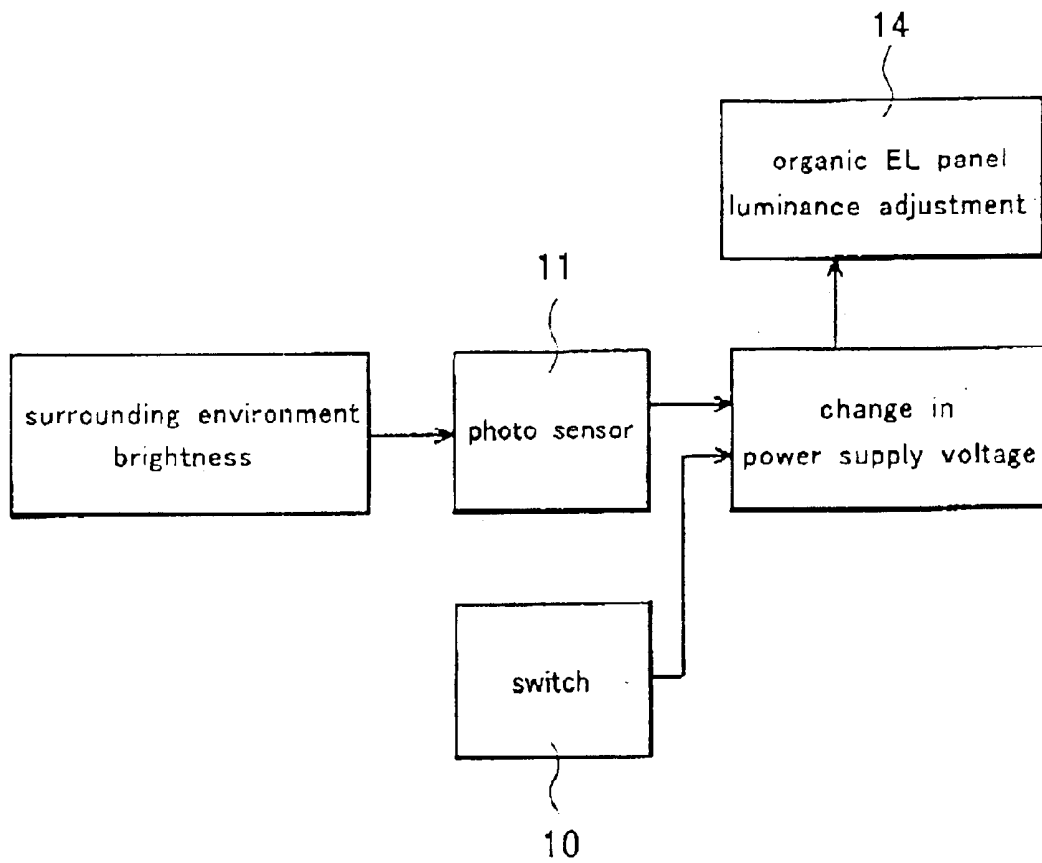 14
organic EL panel
luminance adjustment
11
surrounding environment
brightness
photo sensor
change in
power supply voltage
switch
10